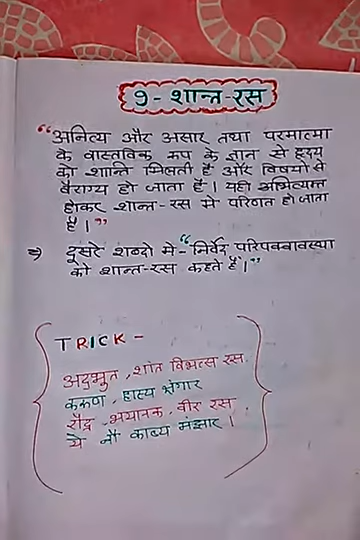 9 - शान्त-रस
“अनित्य और असार तथा परमात्मा
के वास्तविक रूप के ज्ञान से हृदय
को शान्ति मिलती है और विषयों से
वैराग्य हो जाता है। यही अभिव्यक्त
होकर शान्त-रस में परिणत हो जाता
है।”
⇒ दूसरे शब्दो में- “निर्वेद परिपक्वावस्था
को शान्त-रस कहते हैं।”
TRICK -
अदभुत, शांत विभत्स रस,
करुण, हास्य श्रंगार
रौद्र, भयानक, वीर रस,
ये नौ काव्य मंझार।